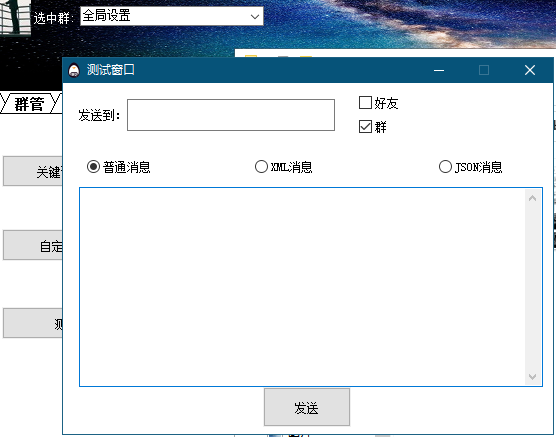 选中群: 全局设置
测试窗口
群管
发送到:
好友
群
关键
普通消息
XML消息
JSON消息
自定
测
发送